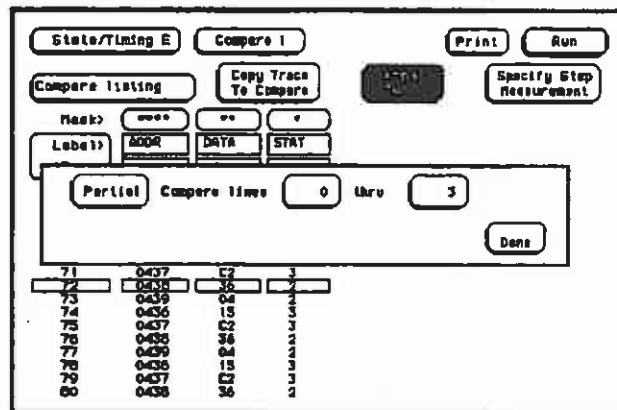 State/Timing E Compare 1 Print Run
Compare listing Copy Trace To Compare Specify Stop Measurement
Mask> **** ** *
Label> ADDR DATA STAT
Partial Compare lines 0 thru 3
Done
71 0437 C2 3
72 0438 36 2
73 0439 04 2
74 0436 15 3
75 0437 C2 3
76 0438 36 2
77 0439 04 2
78 0436 15 3
79 0437 C2 3
80 0438 36 2